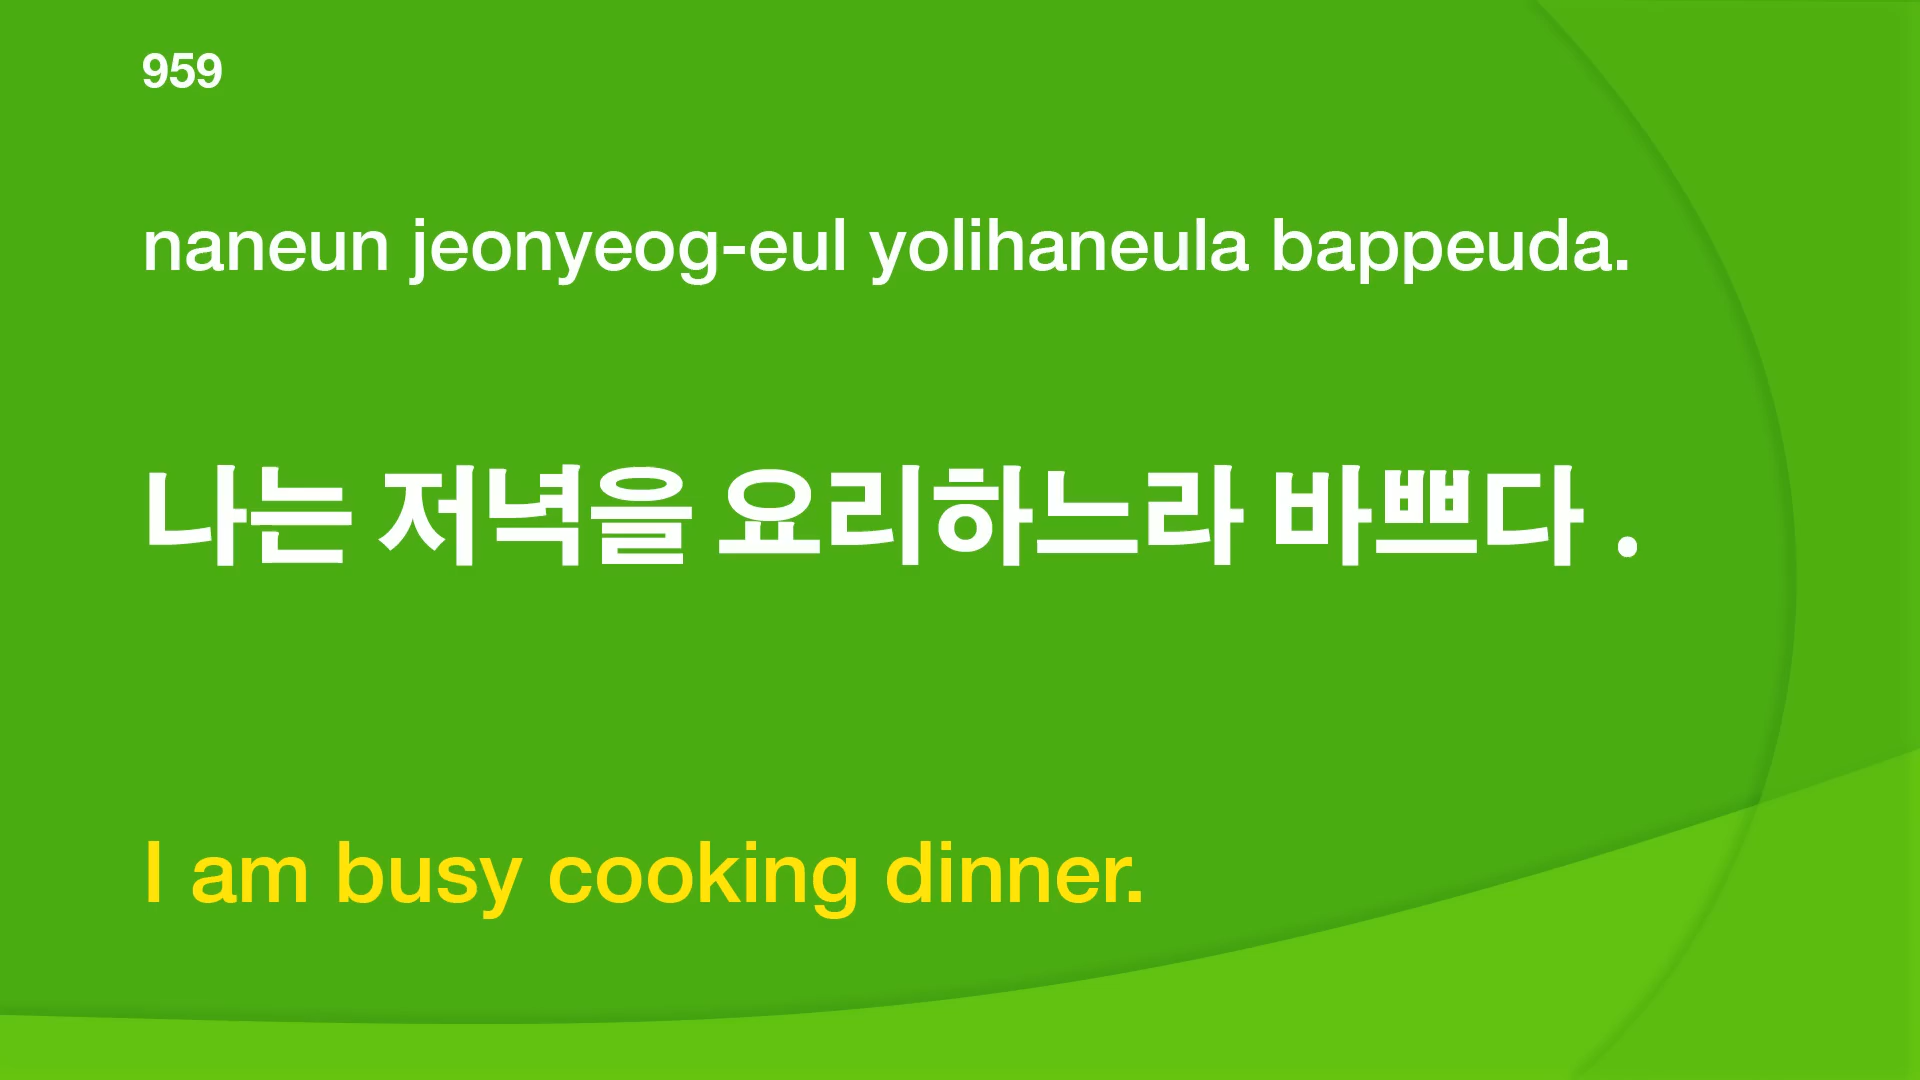 959
naneun jeonyeog-eul yolihaneula bappeuda.
나는 저녁을 요리하느라 바쁘다 .
I am busy cooking dinner.